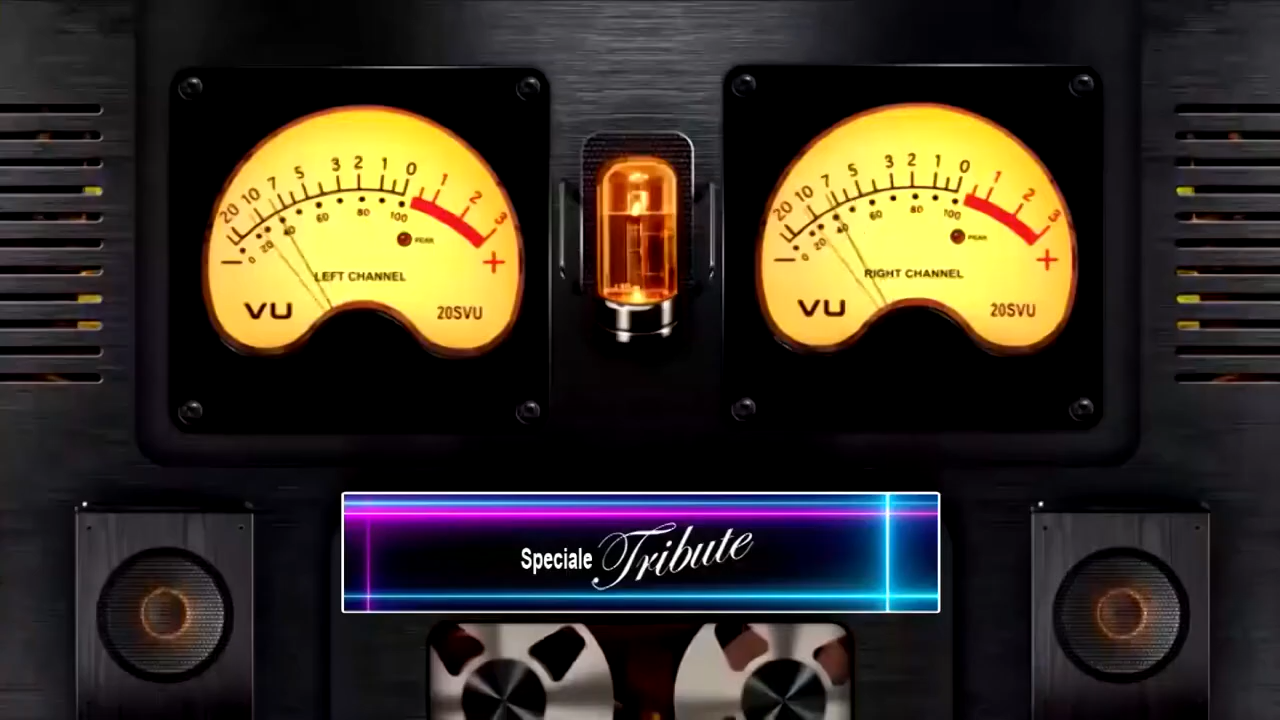 20 10 7 5 3 2 1 0 1 2 3
0 20 40 60 80 100
PEAK
− +
LEFT CHANNEL
VU 20SVU
20 10 7 5 3 2 1 0 1 2 3
0 20 40 60 80 100
PEAK
− +
RIGHT CHANNEL
VU 20SVU
Speciale Tribute